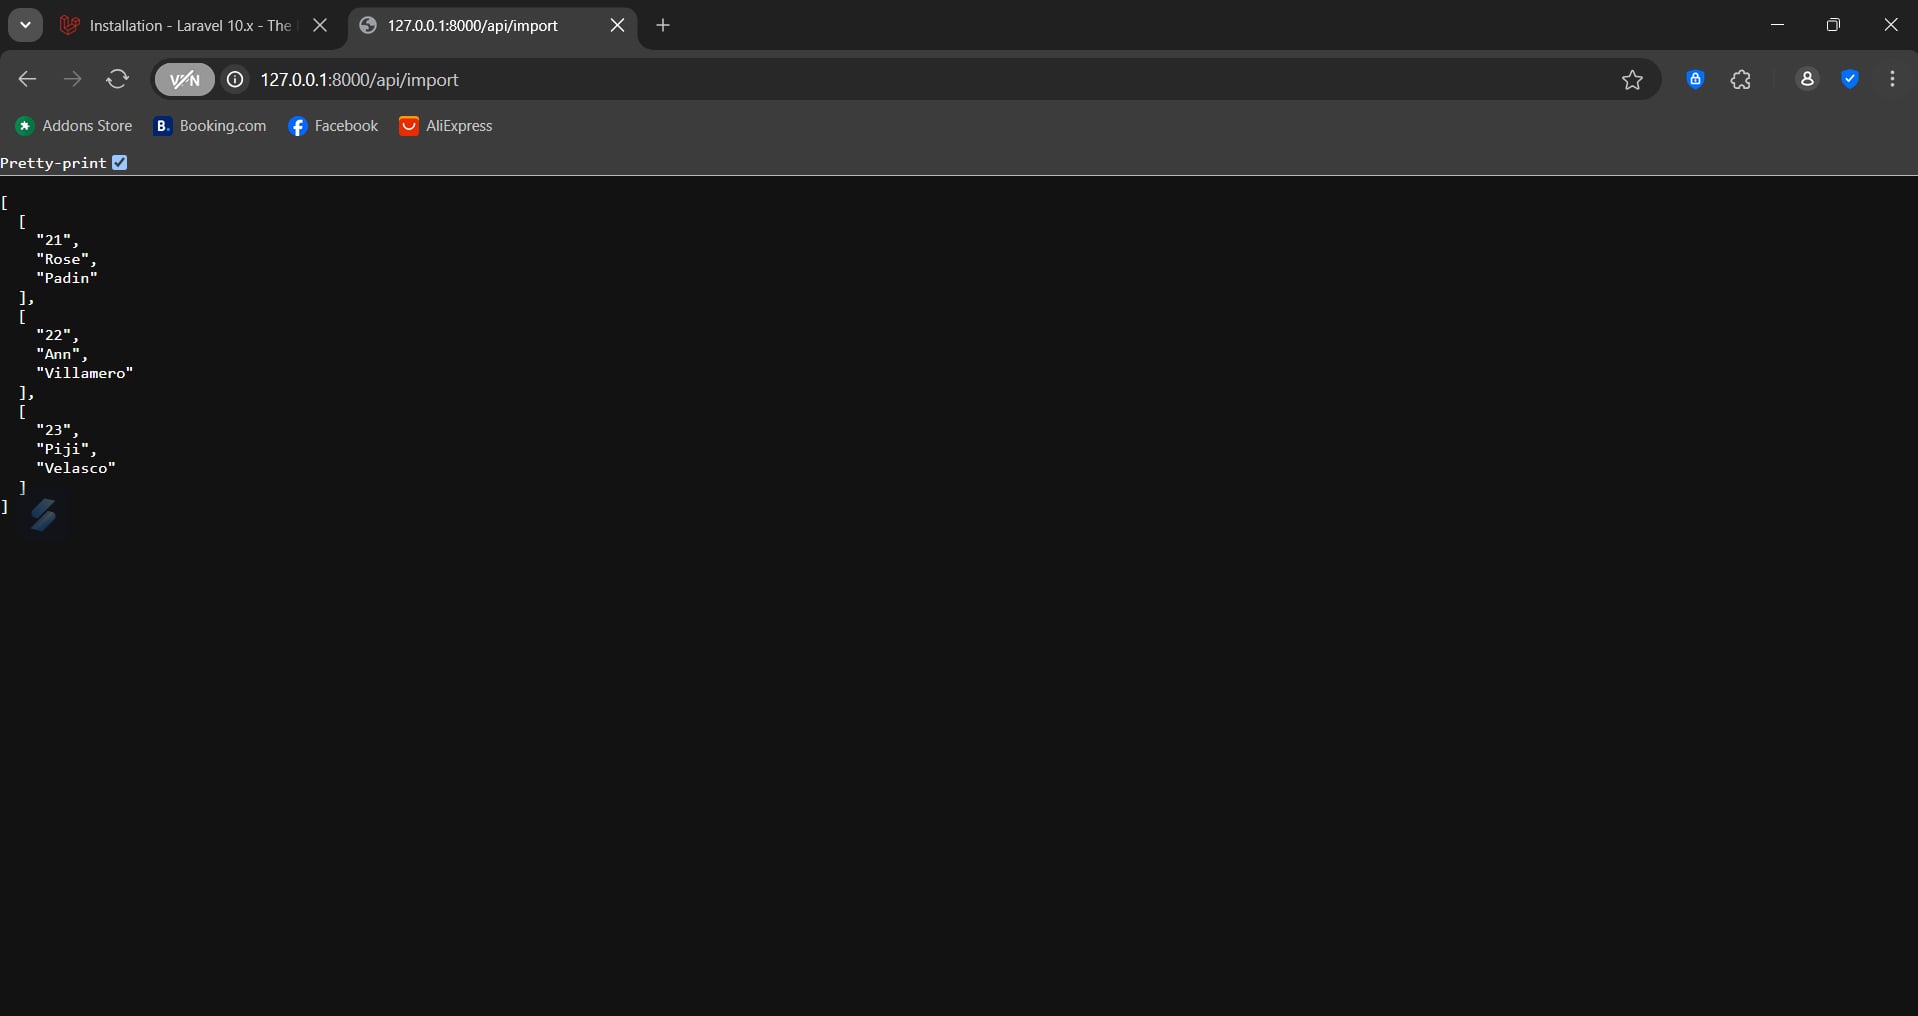 Installation - Laravel 10.x - The
127.0.0.1:8000/api/import
VPN
127.0.0.1:8000/api/import
Addons Store
B. Booking.com
Facebook
AliExpress
Pretty-print
[
[
"21",
"Rose",
"Padin"
],
[
"22",
"Ann",
"Villamero"
],
[
"23",
"Piji",
"Velasco"
]
]